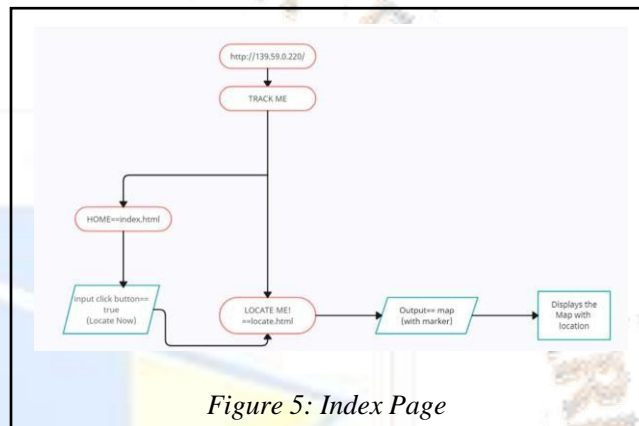 http://139.59.0.220/
TRACK ME
HOME==index.html
input click button==
true
(Locate Now)
LOCATE ME!
==locate.html
Output== map
(with marker)
Displays the
Map with
location
Figure 5: Index Page